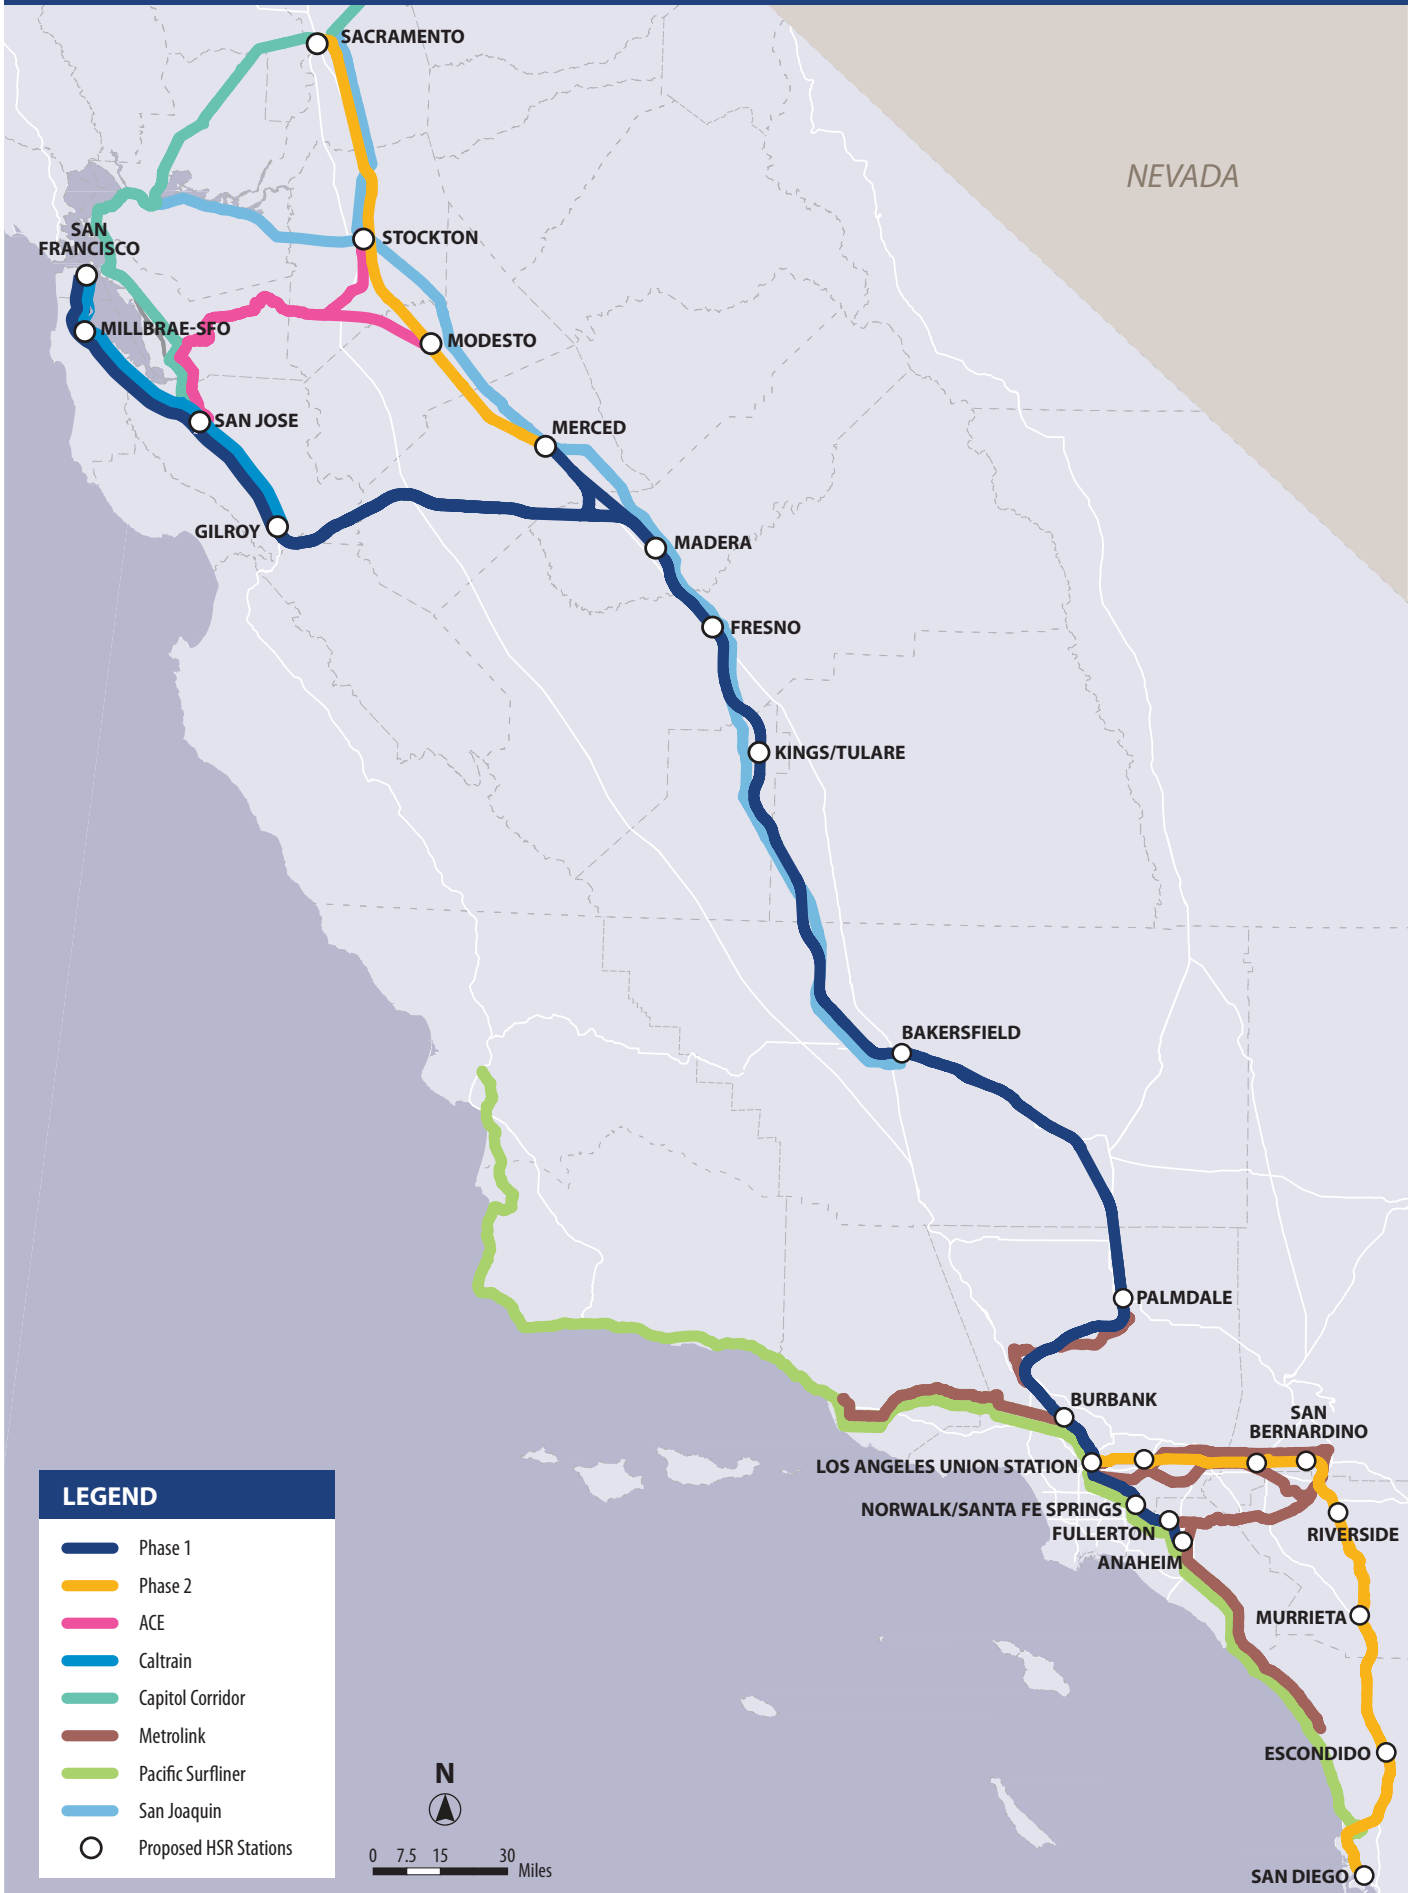 SACRAMENTO
NEVADA
SAN
FRANCISCO
STOCKTON
MILLBRAE-SFO
MODESTO
SAN JOSE
MERCED
GILROY
MADERA
FRESNO
KINGS/TULARE
BAKERSFIELD
PALMDALE
BURBANK
SAN
BERNARDINO
LOS ANGELES UNION STATION
NORWALK/SANTA FE SPRINGS
FULLERTON
RIVERSIDE
ANAHEIM
MURRIETA
ESCONDIDO
SAN DIEGO
LEGEND
Phase 1
Phase 2
ACE
Caltrain
Capitol Corridor
Metrolink
Pacific Surfliner
San Joaquin
Proposed HSR Stations
N
0 7.5 15 30
Miles